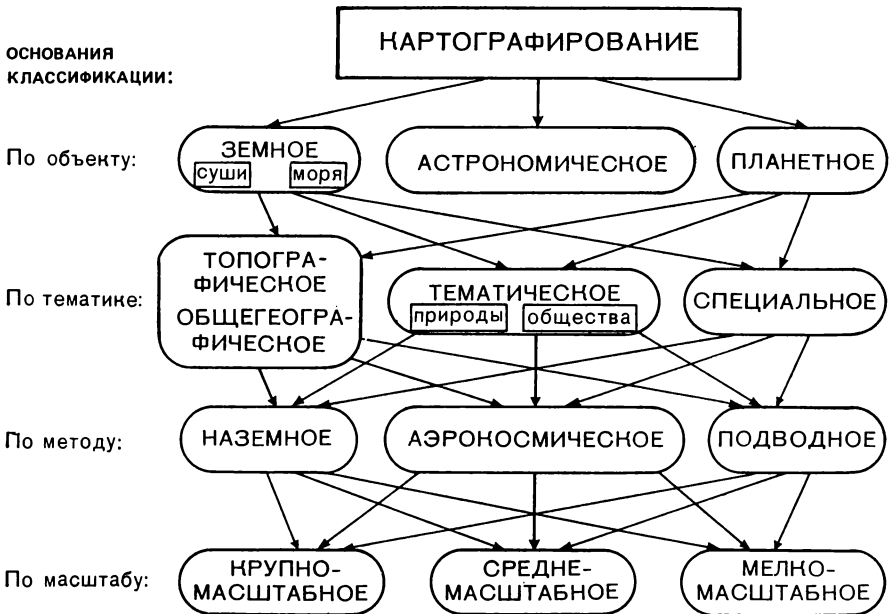 ОСНОВАНИЯ
КЛАССИФИКАЦИИ:
КАРТОГРАФИРОВАНИЕ
По объекту:
ЗЕМНОЕ
суши моря
АСТРОНОМИЧЕСКОЕ
ПЛАНЕТНОЕ
По тематике:
ТОПОГРА-
ФИЧЕСКОЕ
ОБЩЕГЕОГРА-
ФИЧЕСКОЕ
ТЕМАТИЧЕСКОЕ
природы общества
СПЕЦИАЛЬНОЕ
По методу:
НАЗЕМНОЕ
АЭРОКОСМИЧЕСКОЕ
ПОДВОДНОЕ
По масштабу:
КРУПНО-
МАСШТАБНОЕ
СРЕДНЕ-
МАСШТАБНОЕ
МЕЛКО-
МАСШТАБНОЕ